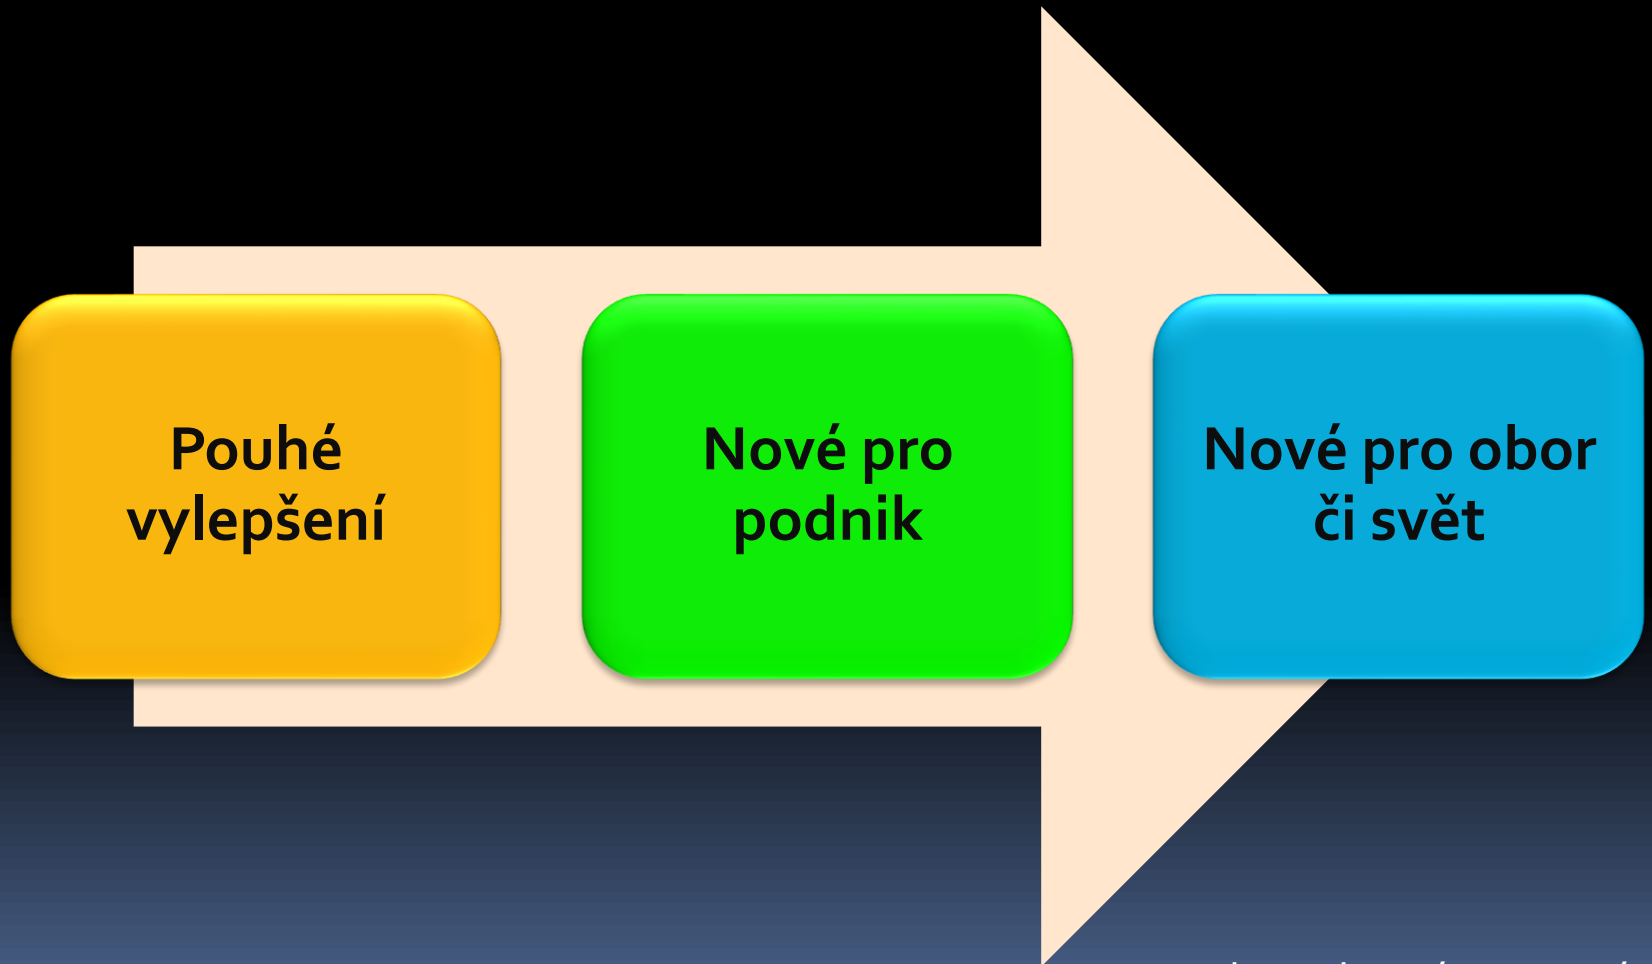 Pouhé
vylepšení
Nové pro
podnik
Nové pro obor
či svět